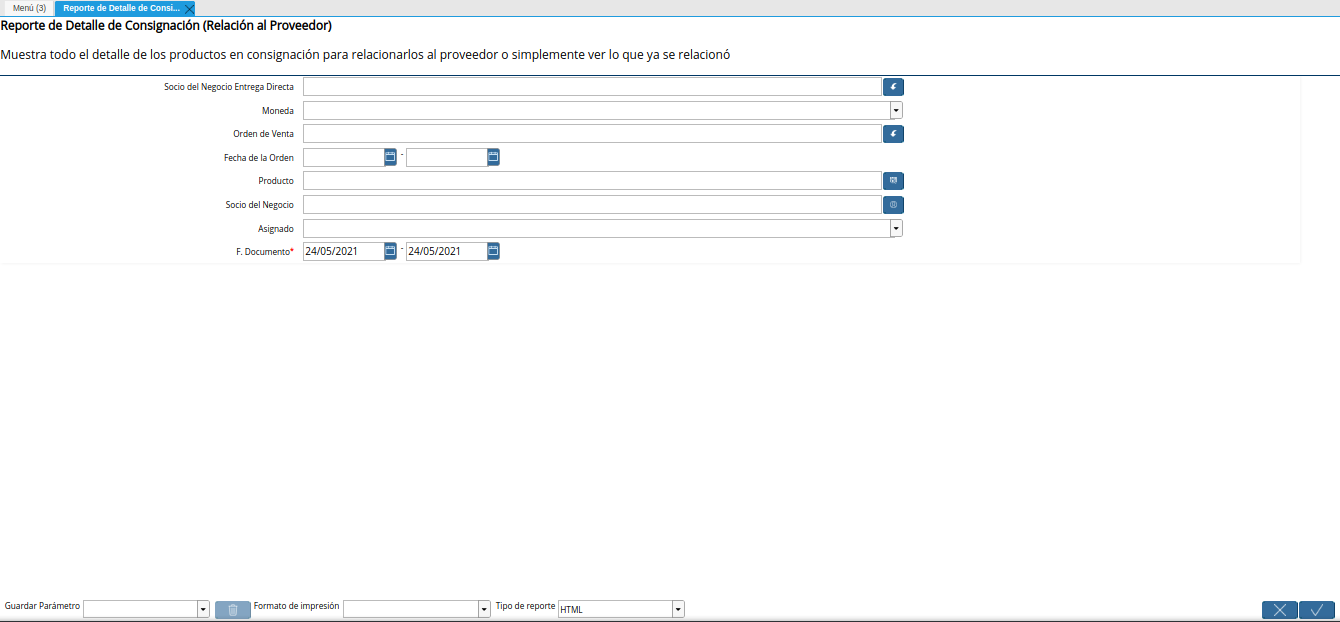 Menú (3) Reporte de Detalle de Consi...
Reporte de Detalle de Consignación (Relación al Proveedor)
Muestra todo el detalle de los productos en consignación para relacionarlos al proveedor o simplemente ver lo que ya se relacionó
Socio del Negocio Entrega Directa
Moneda
Orden de Venta
Fecha de la Orden -
Producto
Socio del Negocio
Asignado
F. Documento* 24/05/2021 - 24/05/2021
Guardar Parámetro Formato de impresión Tipo de reporte HTML